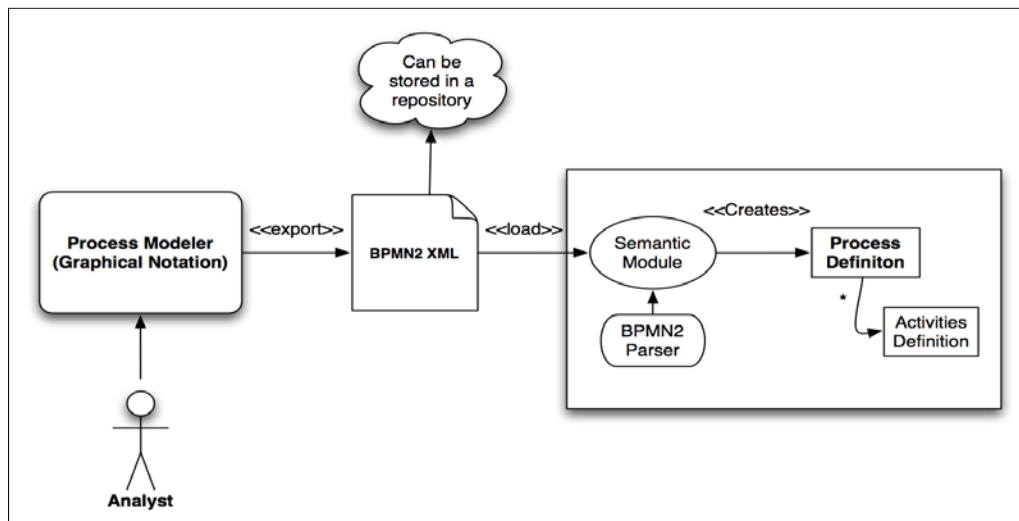 Can be
stored in a
repository
Process Modeler
(Graphical Notation)
<<export>>
BPMN2 XML
<<load>>
<<Creates>>
Semantic
Module
Process
Definiton
*
BPMN2
Parser
Activities
Definition
Analyst